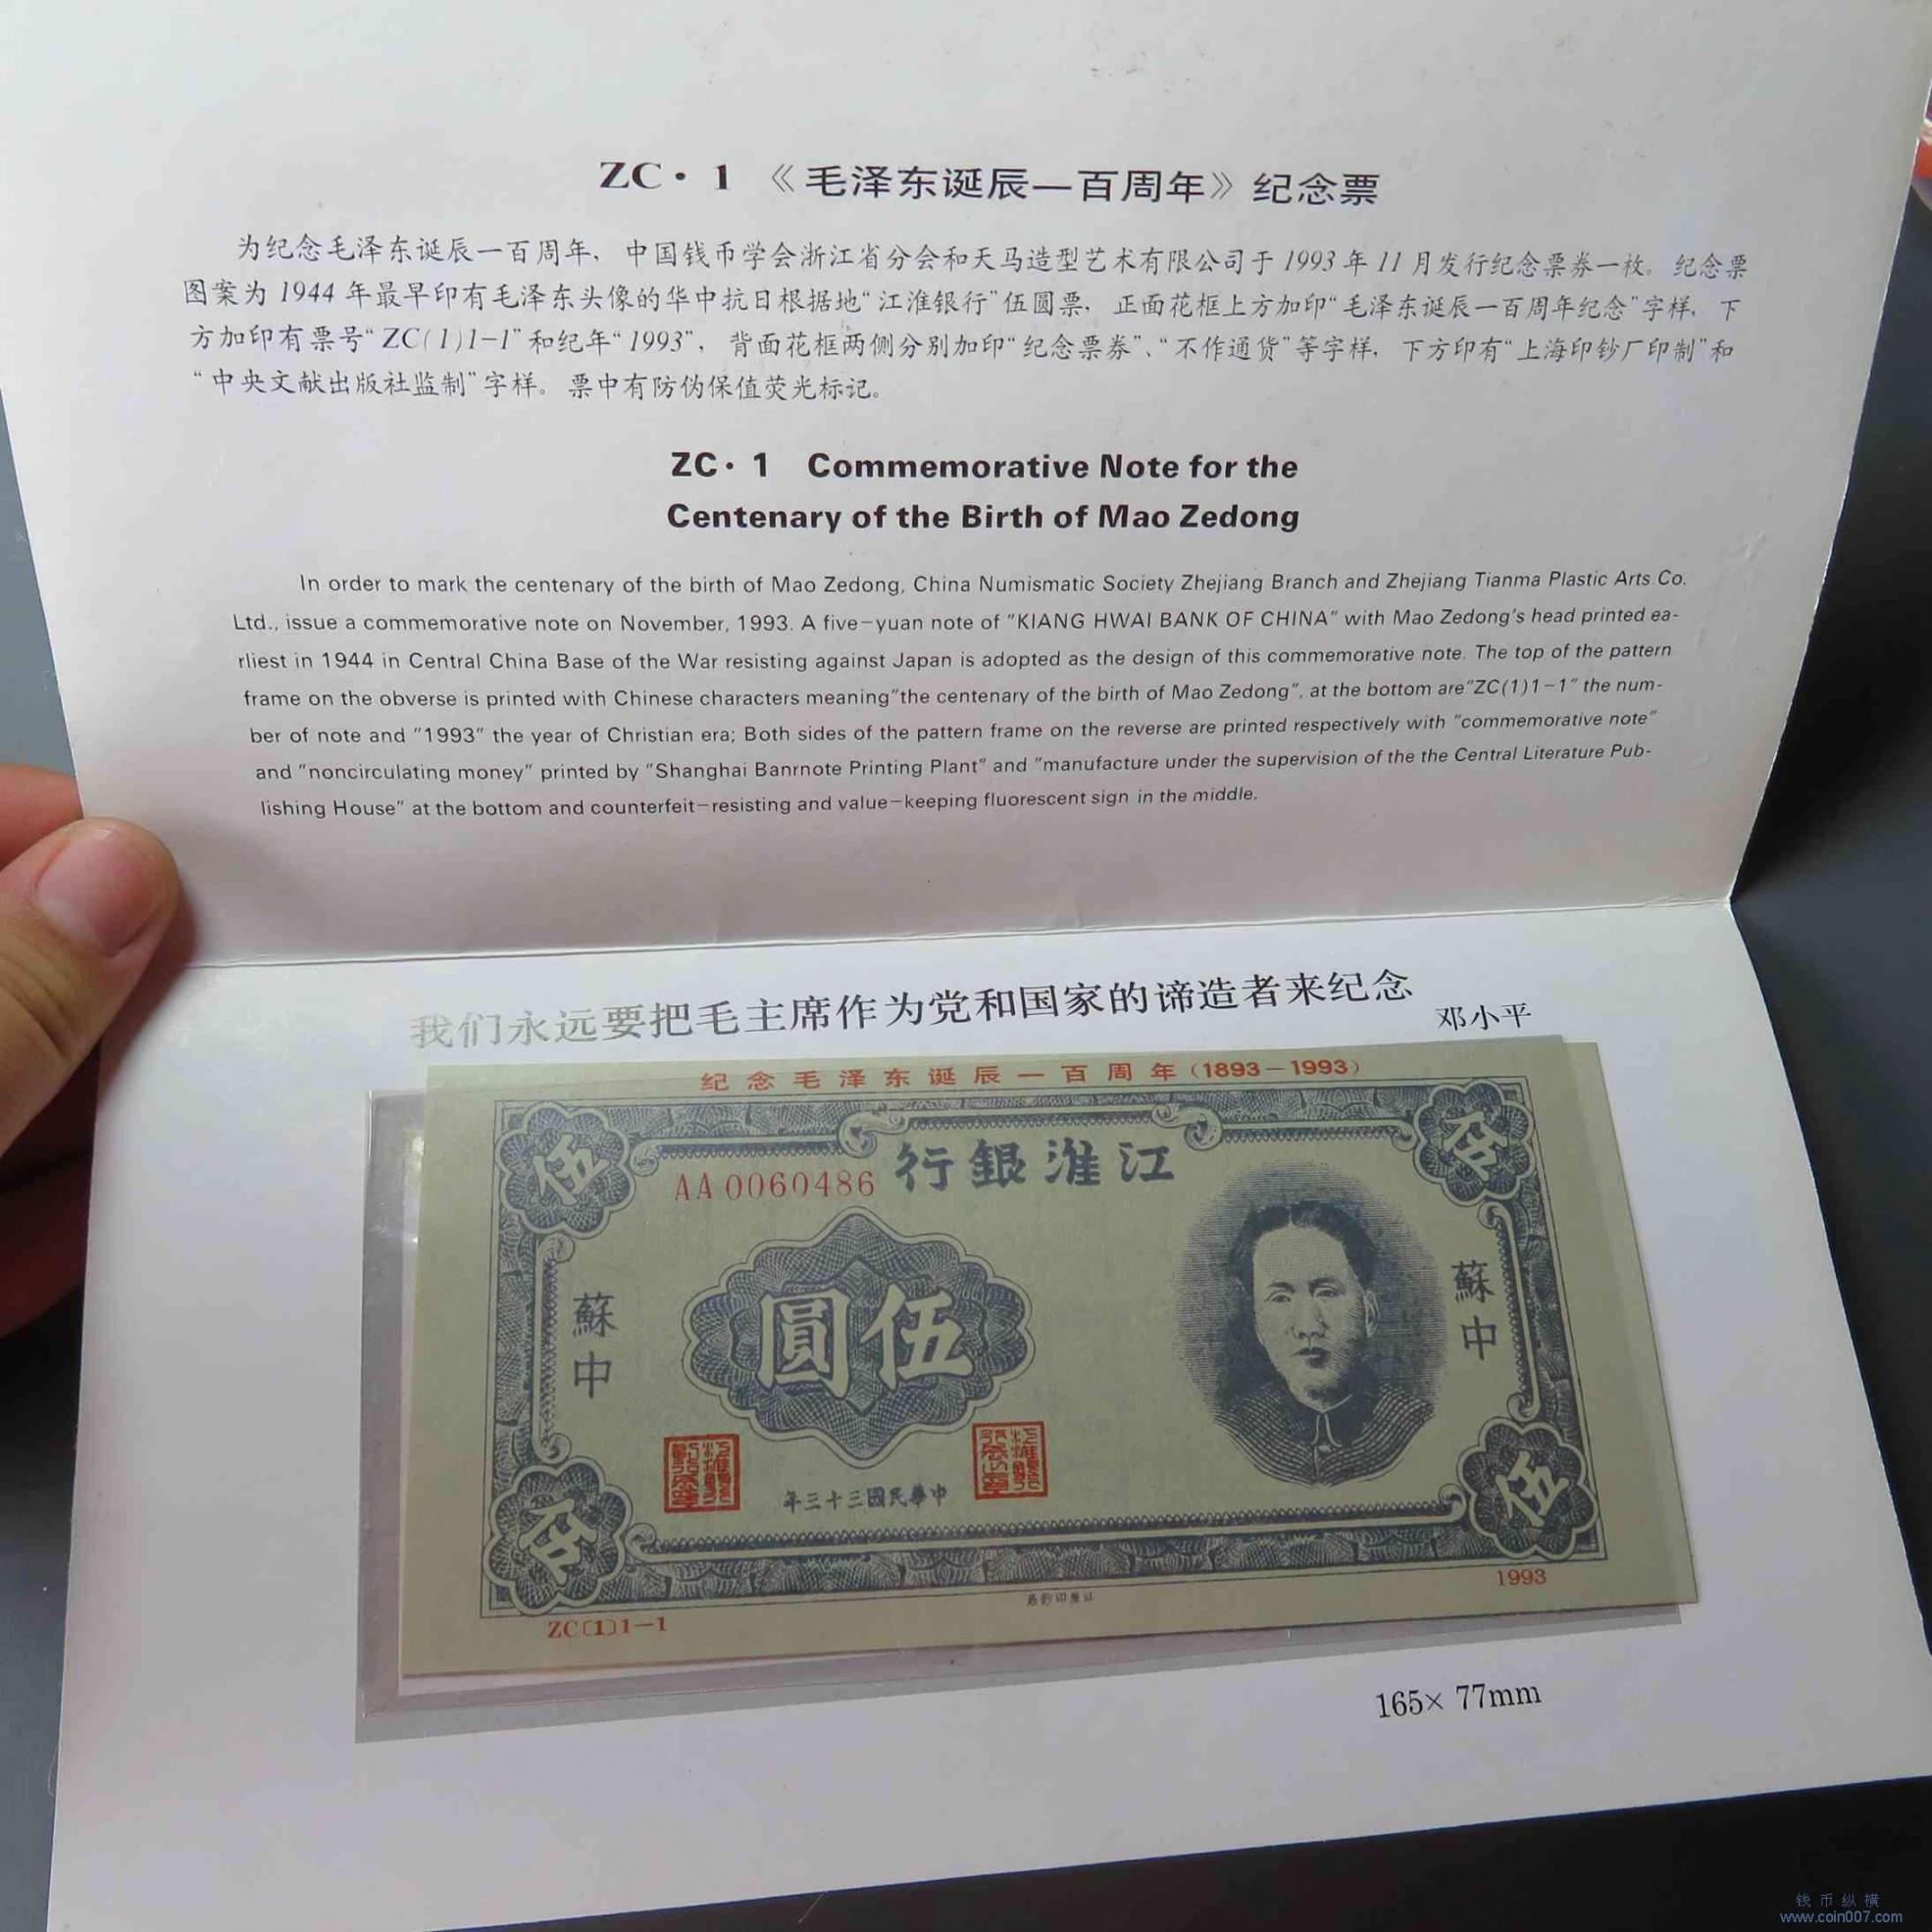 ZC·1 《毛泽东诞辰一百周年》纪念票
为纪念毛泽东诞辰一百周年，中国钱币学会浙江省分会和天马造型艺术有限公司于1993年11月发行纪念票券一枚。纪念票
图案为1944年最早印有毛泽东头像的华中抗日根据地“江淮银行”伍圆票，正面花框上方加印“毛泽东诞辰一百周年纪念”字样，下
方加印有票号“ZC(1)1-1”和纪年“1993”，背面花框两侧分别加印“纪念票券”、“不作通货”等字样，下方印有“上海印钞厂印制”和
“中央文献出版社监制”字样。票中有防伪保值荧光标记。
ZC·1 Commemorative Note for the
Centenary of the Birth of Mao Zedong
In order to mark the centenary of the birth of Mao Zedong, China Numismatic Society Zhejiang Branch and Zhejiang Tianma Plastic Arts Co.
Ltd., issue a commemorative note on November, 1993. A five-yuan note of "KIANG HWAI BANK OF CHINA" with Mao Zedong's head printed ea-
rliest in 1944 in Central China Base of the War resisting against Japan is adopted as the design of this commemorative note. The top of the pattern
frame on the obverse is printed with Chinese characters meaning"the centenary of the birth of Mao Zedong", at the bottom are"ZC(1)1-1" the num-
ber of note and "1993" the year of Christian era; Both sides of the pattern frame on the reverse are printed respectively with "commemorative note"
and "noncirculating money" printed by "Shanghai Banrnote Printing Plant" and "manufacture under the supervision of the the Central Literature Pub-
lishing House" at the bottom and counterfeit-resisting and value-keeping fluorescent sign in the middle.
我们永远要把毛主席作为党和国家的谛造者来纪念
邓小平
纪念毛泽东诞辰一百周年(1893-1993)
伍
伍
行銀淮江
AA0060486
蘇中
圓伍
蘇中
年三十三國民華中
伍
伍
ZC(1)1-1
1993
165×77mm
钱币纵横
www.coin007.com